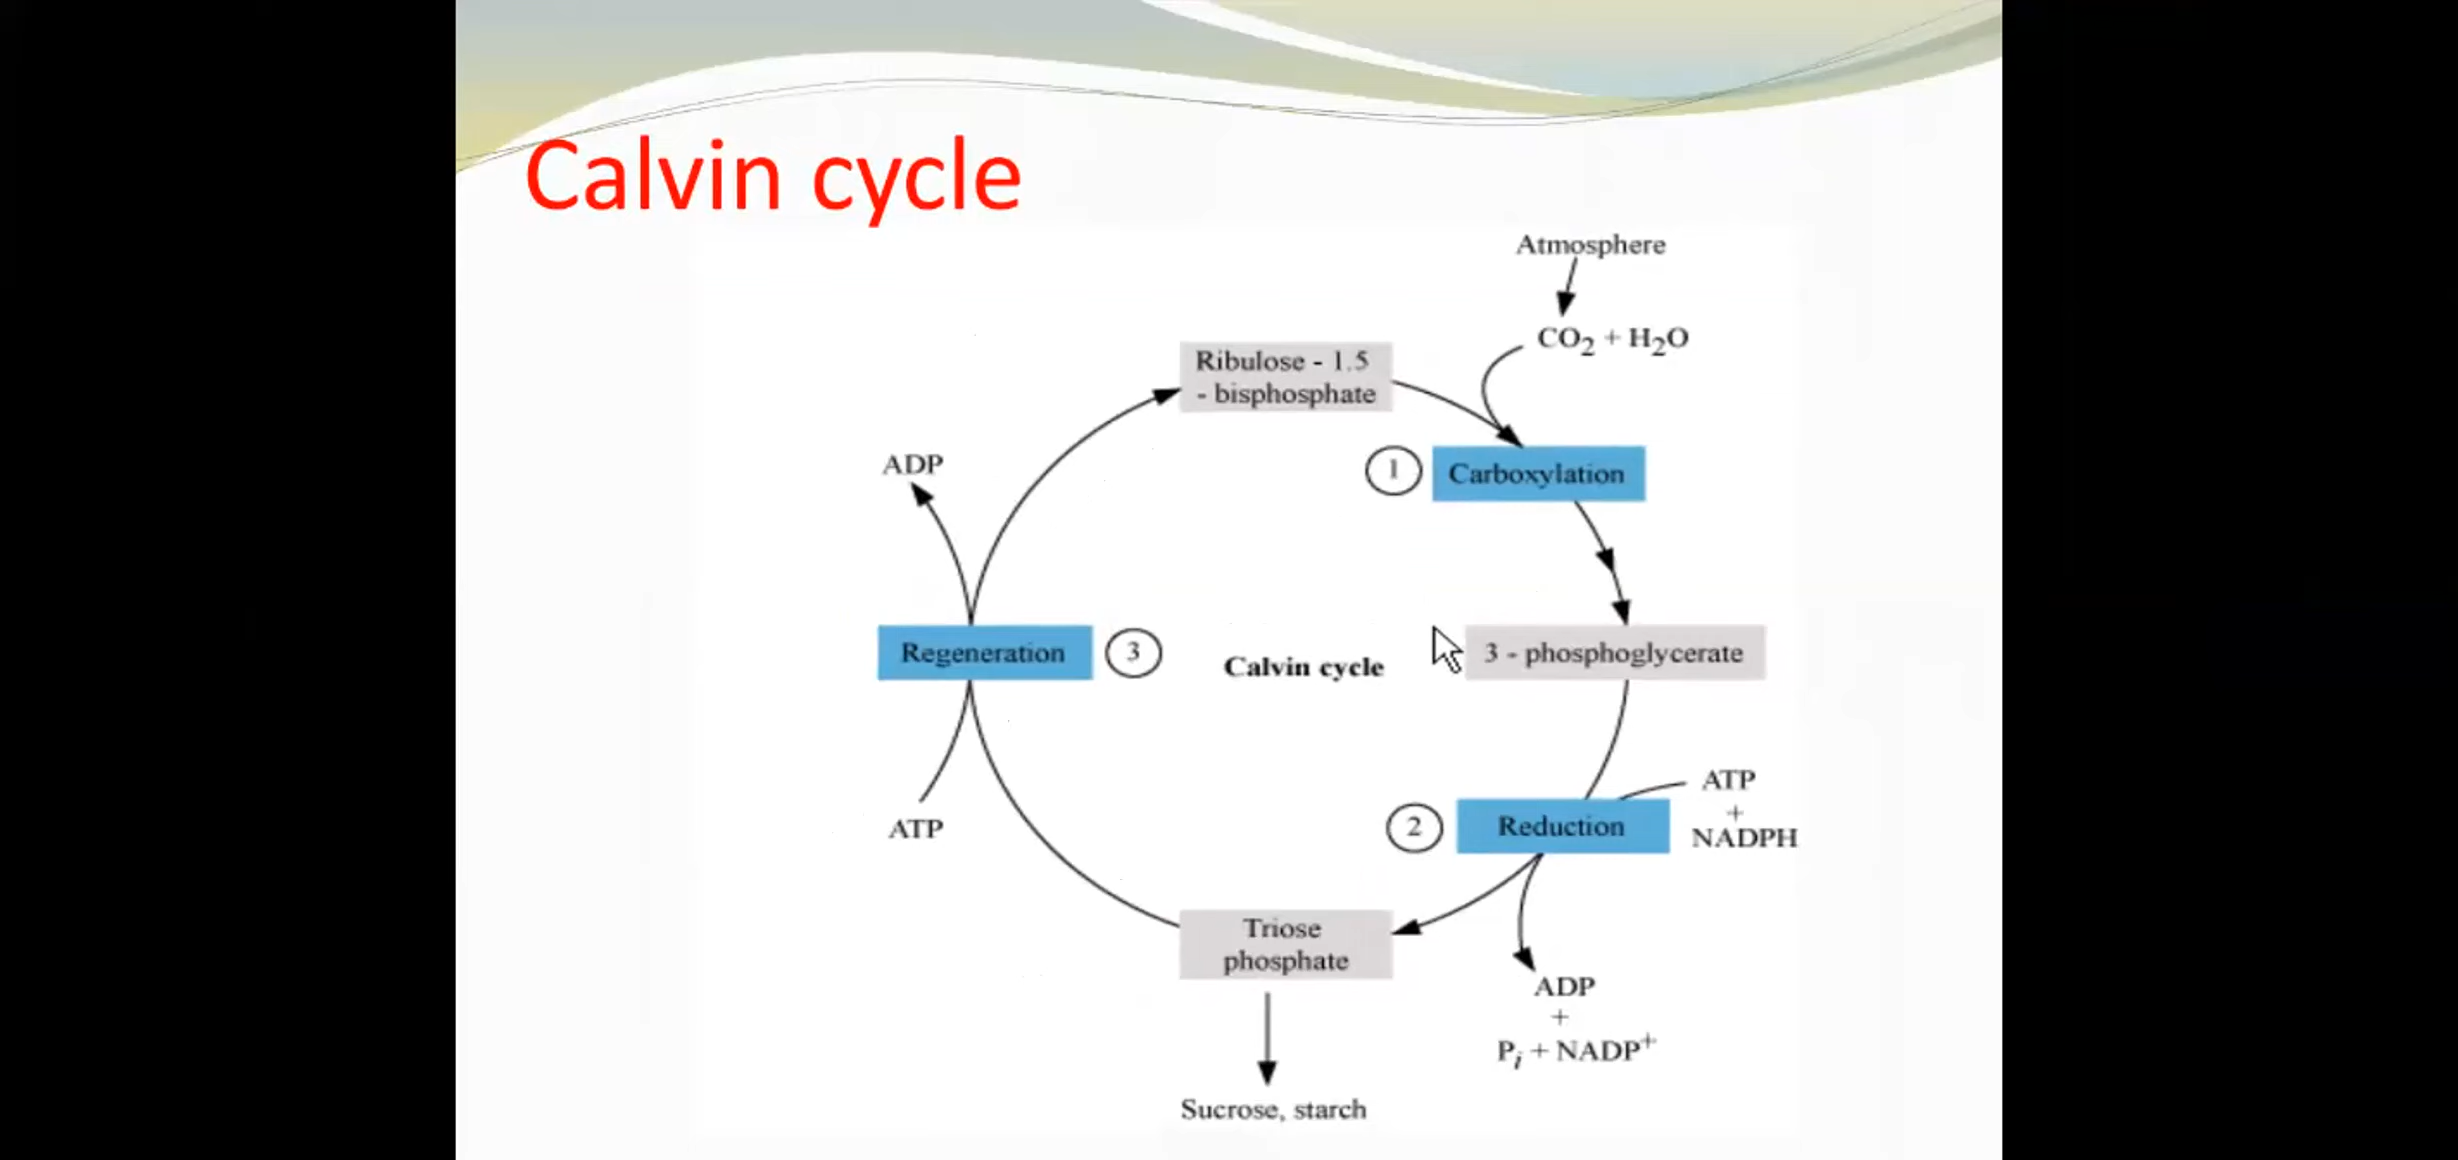 Calvin cycle
Atmosphere
CO₂ + H₂O
Ribulose - 1.5
- bisphosphate
ADP
1
Carboxylation
Regeneration
3
Calvin cycle
3 - phosphoglycerate
ATP
+
NADPH
2
Reduction
ATP
Triose
phosphate
ADP
+
Pᵢ + NADP⁺
Sucrose, starch